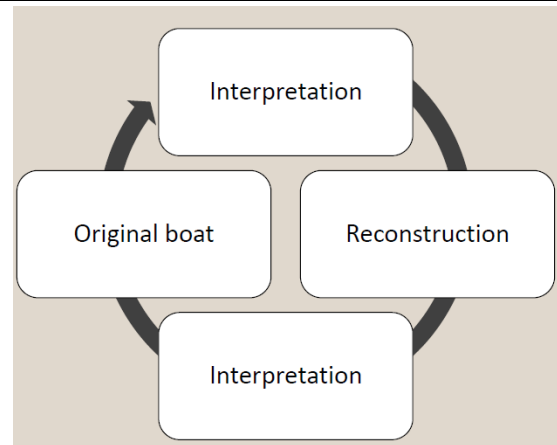 Interpretation
Original boat
Reconstruction
Interpretation